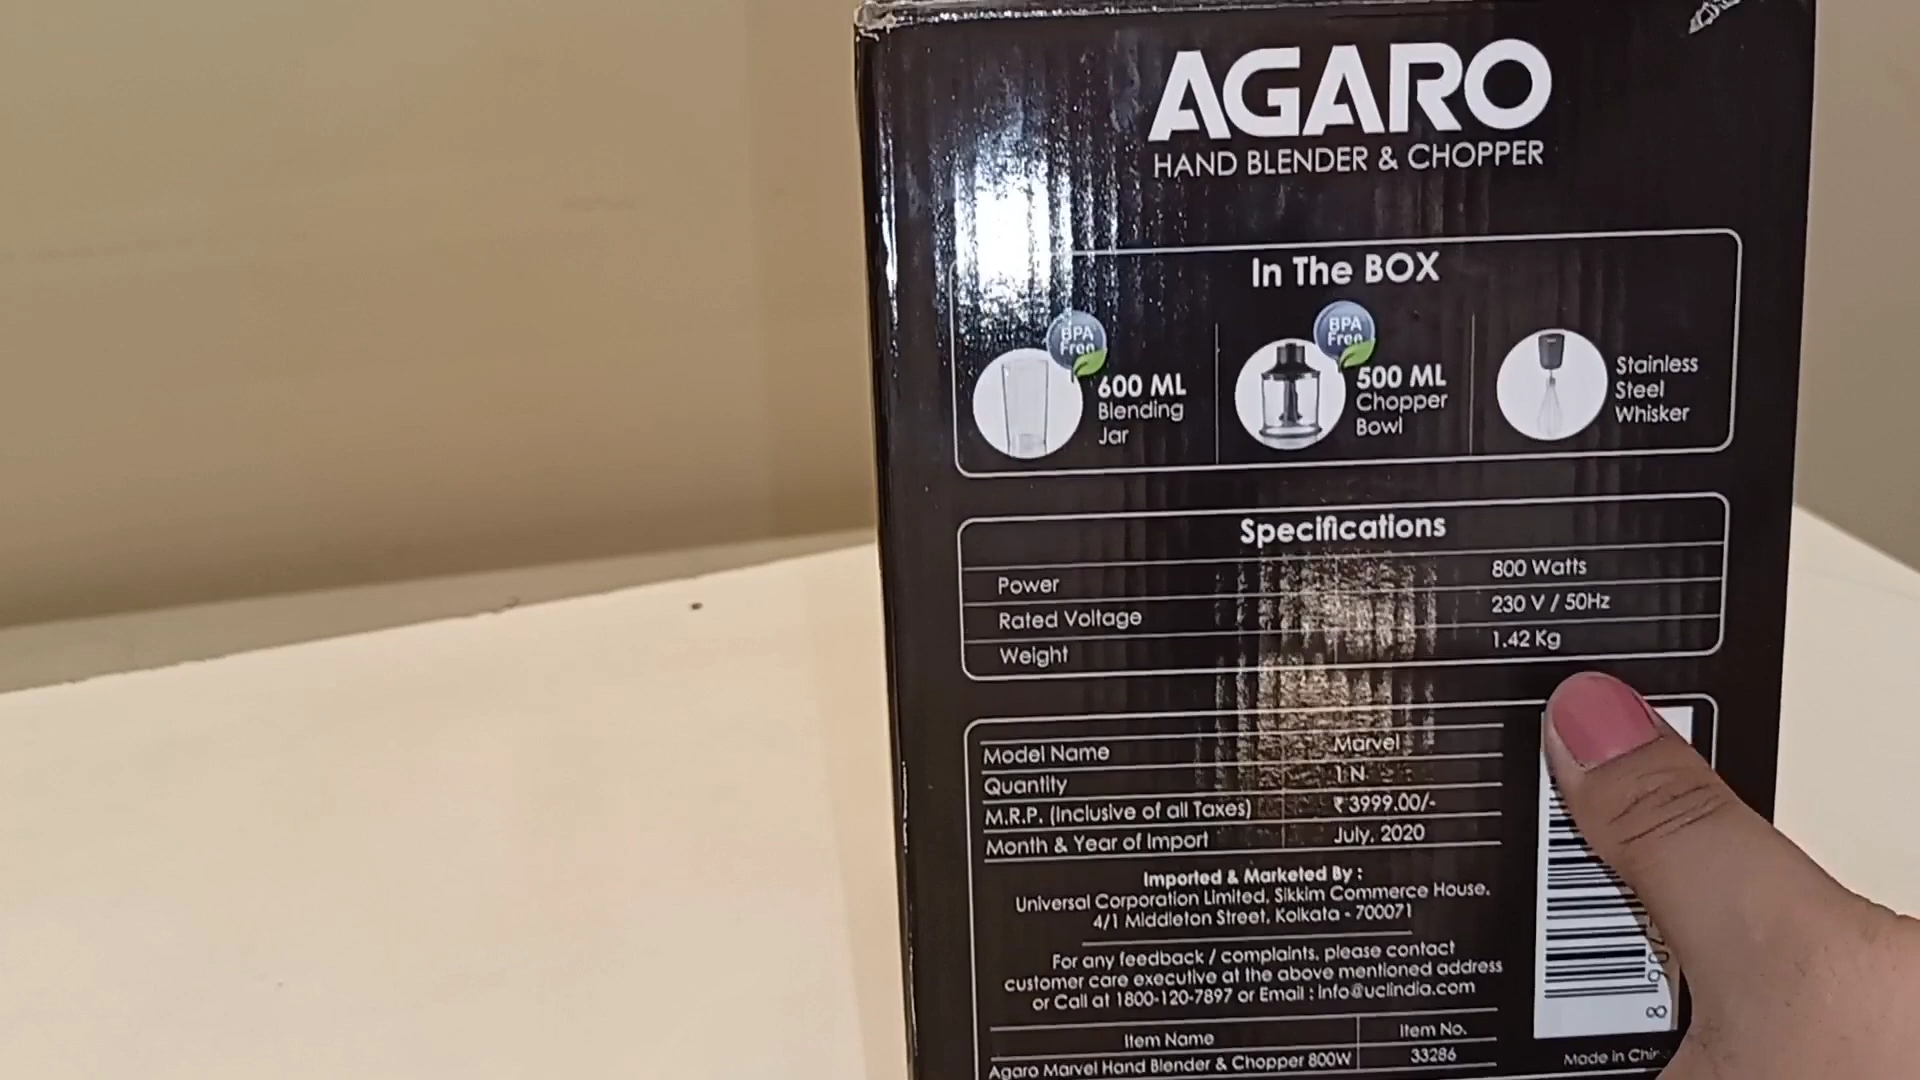 AGARO
HAND BLENDER & CHOPPER
In The BOX
BPA
Free
600 ML
Blending
Jar
BPA
Free
500 ML
Chopper
Bowl
Stainless
Steel
Whisker
Specifications
Power 800 Watts
Rated Voltage 230 V / 50Hz
Weight 1.42 Kg
Model Name Marvel
Quantity 1 N
M.R.P. (Inclusive of all Taxes) ₹ 3999.00/-
Month & Year of Import July, 2020
Imported & Marketed By :
Universal Corporation Limited, Sikkim Commerce House,
4/1 Middleton Street, Kolkata - 700071
For any feedback / complaints, please contact
customer care executive at the above mentioned address
or Call at 1800-120-7897 or Email : info@uclindia.com
Item Name Item No.
Agaro Marvel Hand Blender & Chopper 800W 33286
Made in